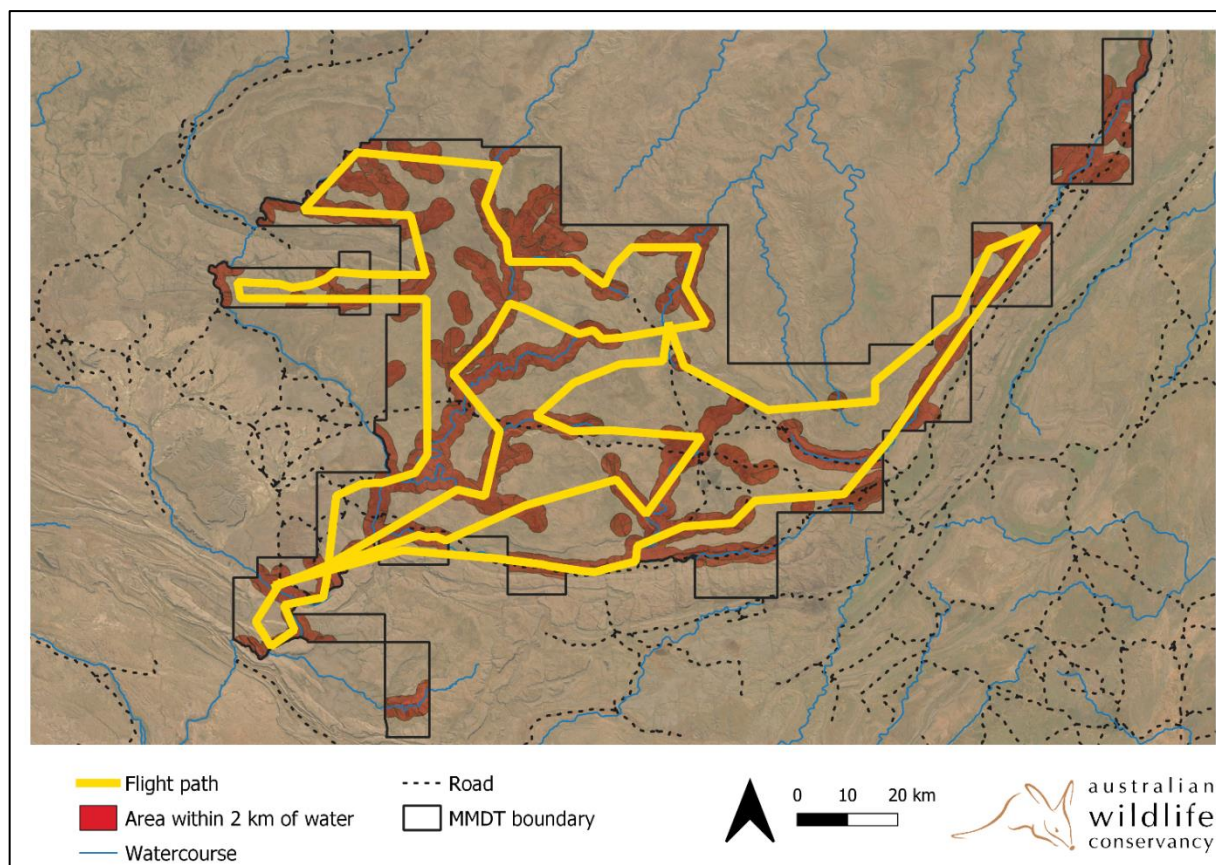 Flight path
Area within 2 km of water
Watercourse
Road
MMDT boundary
0 10 20 km
australian
wildlife
conservancy